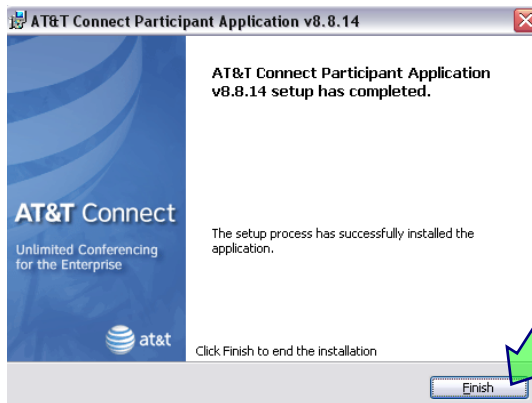 AT&T Connect Participant Application v8.8.14
AT&T Connect Participant Application
v8.8.14 setup has completed.
AT&T Connect
Unlimited Conferencing
for the Enterprise
The setup process has successfully installed the
application.
at&t
Click Finish to end the installation
Finish